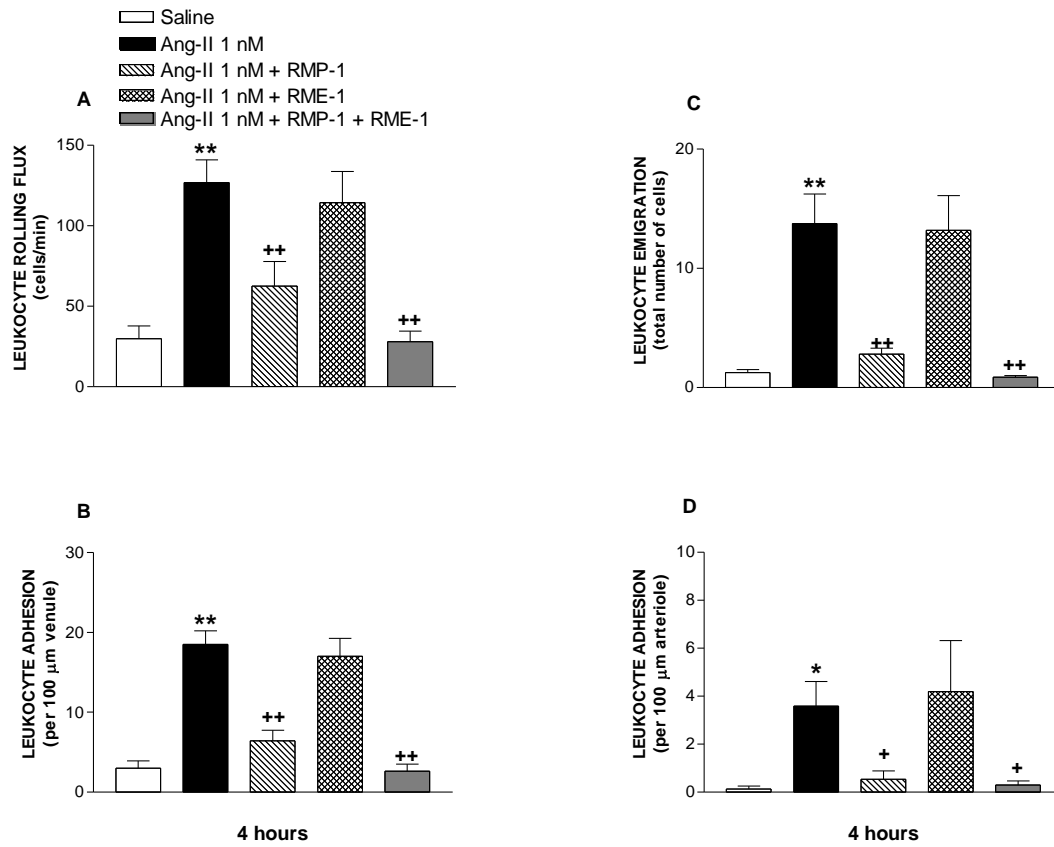 Saline
Ang-II 1 nM
Ang-II 1 nM + RMP-1
Ang-II 1 nM + RME-1
Ang-II 1 nM + RMP-1 + RME-1
A
LEUKOCYTE ROLLING FLUX
(cells/min)
150
100
50
0
**
++
++
C
LEUKOCYTE EMIGRATION
(total number of cells)
20
10
0
**
++
++
B
LEUKOCYTE ADHESION
(per 100 μm venule)
30
20
10
0
**
++
++
4 hours
D
LEUKOCYTE ADHESION
(per 100 μm arteriole)
10
8
6
4
2
0
*
+
+
4 hours